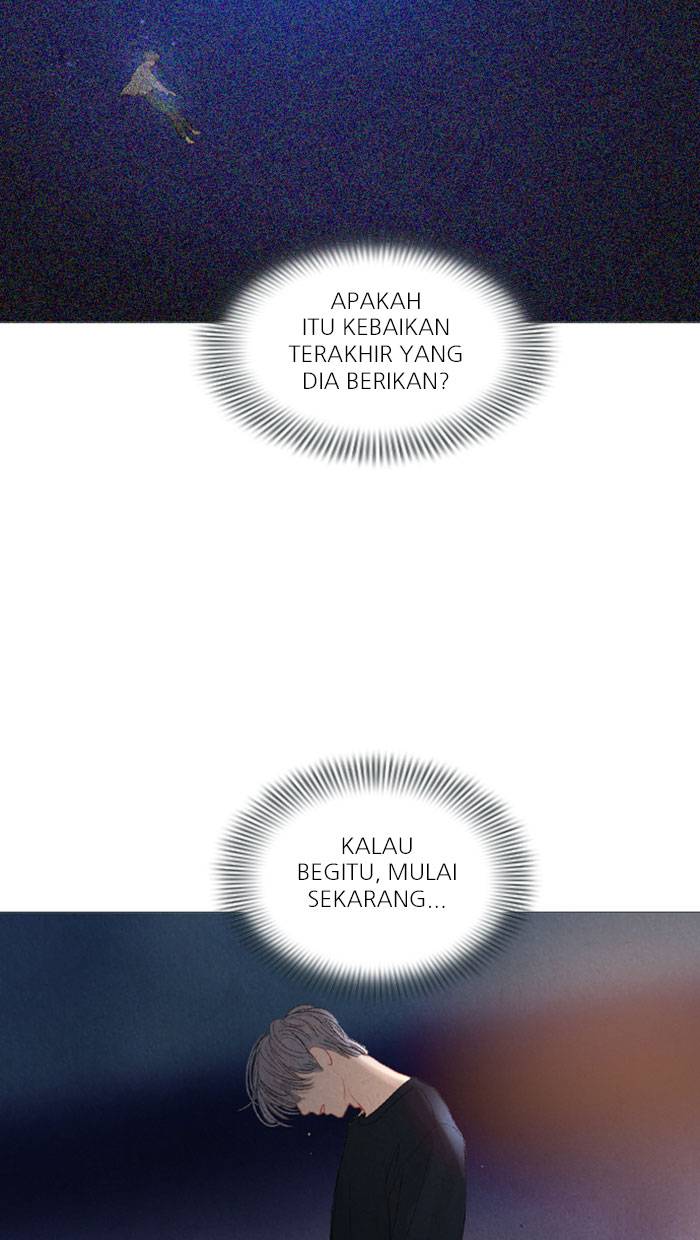 APAKAH
ITU KEBAIKAN
TERAKHIR YANG
DIA BERIKAN?
KALAU
BEGITU, MULAI
SEKARANG...